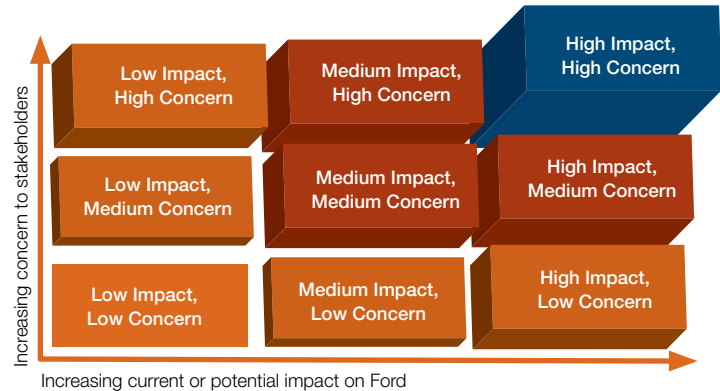 Increasing concern to stakeholders
Low Impact,
High Concern
Medium Impact,
High Concern
High Impact,
High Concern
Low Impact,
Medium Concern
Medium Impact,
Medium Concern
High Impact,
Medium Concern
Low Impact,
Low Concern
Medium Impact,
Low Concern
High Impact,
Low Concern
Increasing current or potential impact on Ford